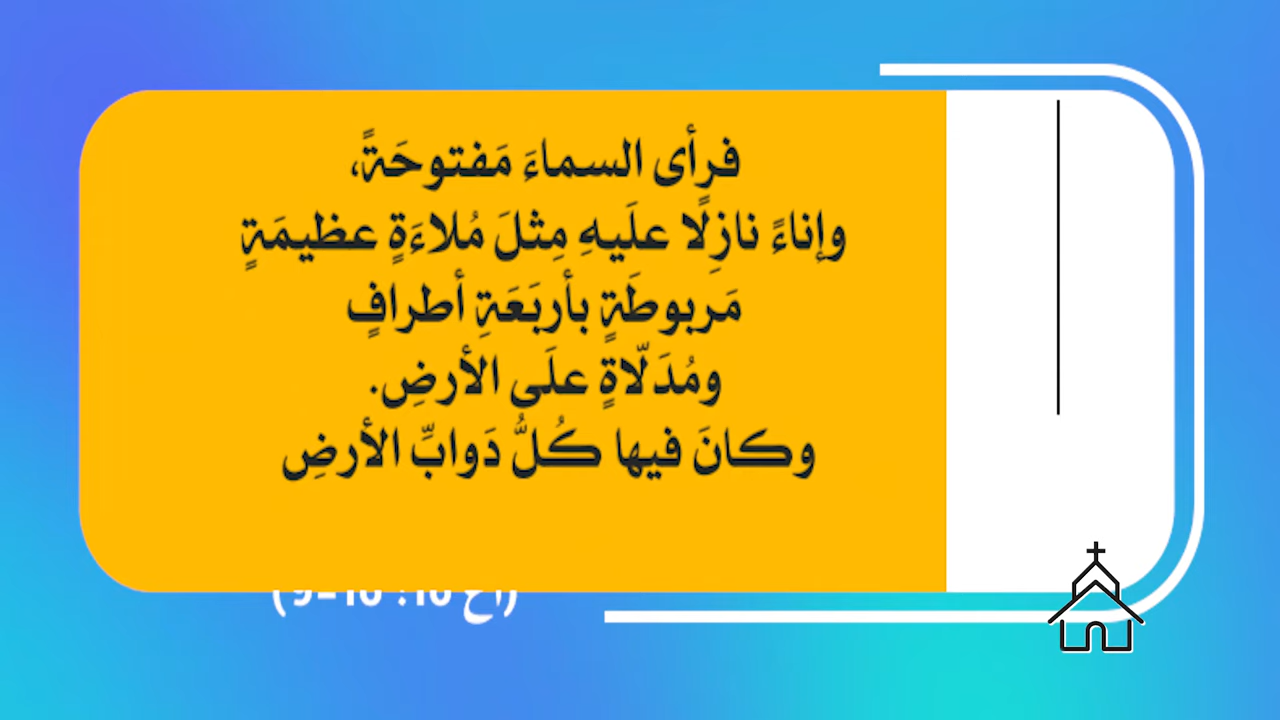 فرأى السماءَ مَفتوحَةً،
وإناءً نازِلًا علَيهِ مِثلَ مُلاءَةٍ عظيمَةٍ
مَربوطَةٍ بأربَعَةِ أطرافٍ
ومُدَلّاةٍ علَى الأرضِ.
وكانَ فيها كُلُّ دَوابِّ الأرضِ